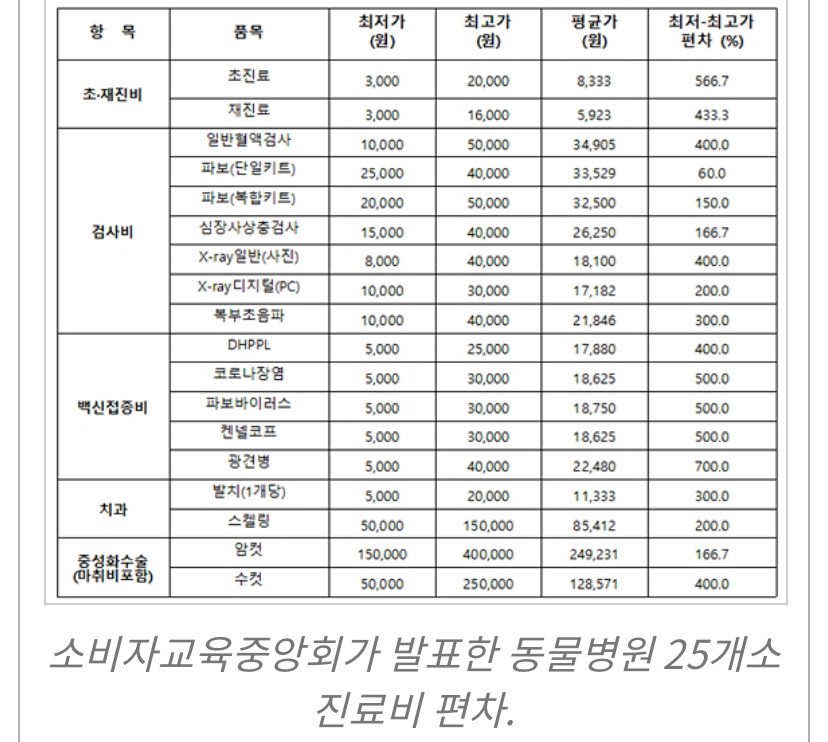 항 목 품목 최저가 (원) 최고가 (원) 평균가 (원) 최저-최고가 편차 (%)
초·재진비 초진료 3,000 20,000 8,333 566.7
재진료 3,000 16,000 5,923 433.3
검사비 일반혈액검사 10,000 50,000 34,905 400.0
파보(단일키트) 25,000 40,000 33,529 60.0
파보(복합키트) 20,000 50,000 32,500 150.0
심장사상충검사 15,000 40,000 26,250 166.7
X-ray일반(사진) 8,000 40,000 18,100 400.0
X-ray디지털(PC) 10,000 30,000 17,182 200.0
복부초음파 10,000 40,000 21,846 300.0
백신접종비 DHPPL 5,000 25,000 17,880 400.0
코로나장염 5,000 30,000 18,625 500.0
파보바이러스 5,000 30,000 18,750 500.0
켄넬코프 5,000 30,000 18,625 500.0
광견병 5,000 40,000 22,480 700.0
치과 발치(1개당) 5,000 20,000 11,333 300.0
스켈링 50,000 150,000 85,412 200.0
중성화수술 (마취비포함) 암컷 150,000 400,000 249,231 166.7
수컷 50,000 250,000 128,571 400.0
소비자교육중앙회가 발표한 동물병원 25개소
진료비 편차.